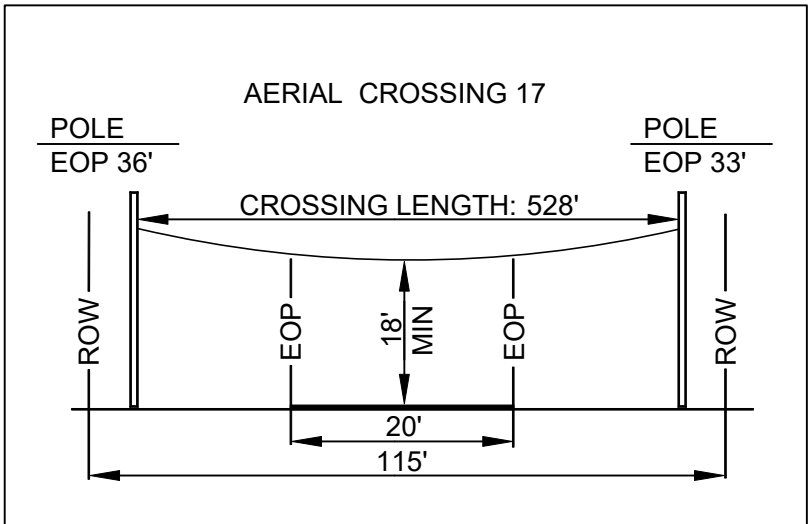 AERIAL CROSSING 17
POLE
EOP 36'
POLE
EOP 33'
CROSSING LENGTH: 528'
ROW
EOP
18'
MIN
EOP
ROW
20'
115'